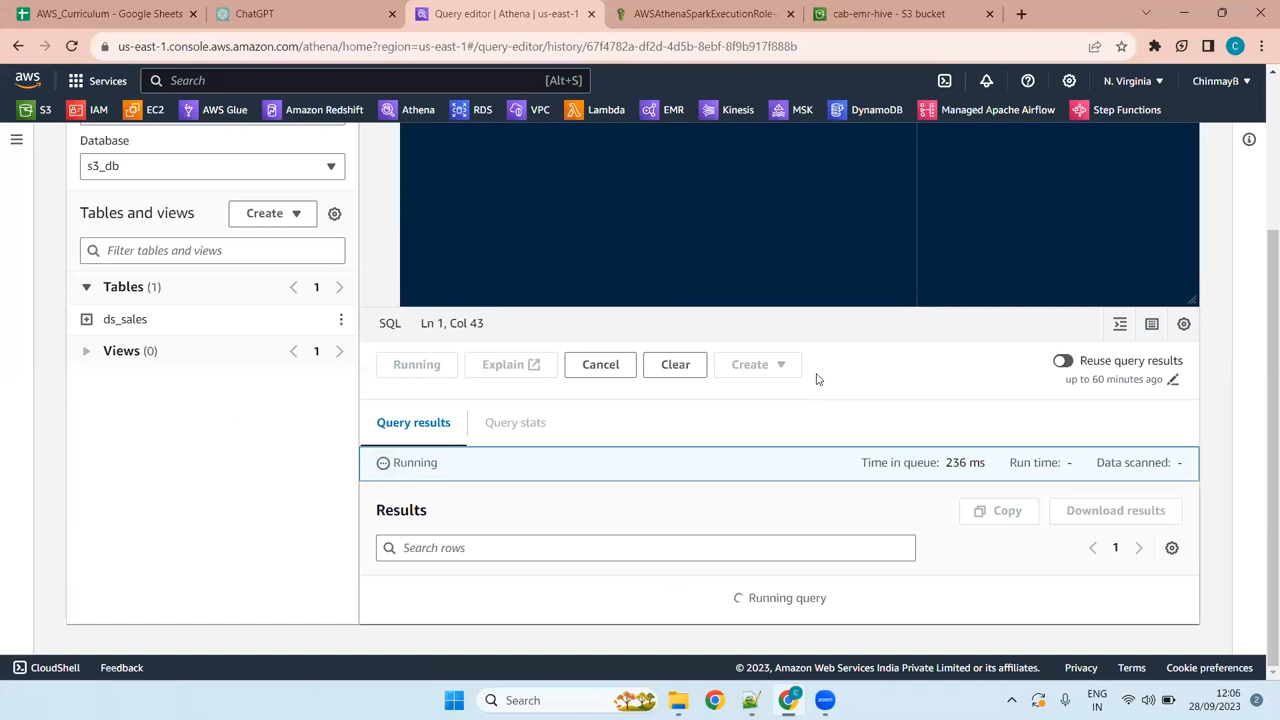 AWS_Curriculum - Google Sheets
ChatGPT
Query editor | Athena | us-east-1
AWSAthenaSparkExecutionRole-
cab-emr-hive - S3 bucket
us-east-1.console.aws.amazon.com/athena/home?region=us-east-1#/query-editor/history/67f4782a-df2d-4d5b-8ebf-8f9b917f888b
aws
Services
Search
[Alt+S]
N. Virginia
ChinmayB
S3
IAM
EC2
AWS Glue
Amazon Redshift
Athena
RDS
VPC
Lambda
EMR
Kinesis
MSK
DynamoDB
Managed Apache Airflow
Step Functions
Database
s3_db
Tables and views
Create
Filter tables and views
Tables (1)
1
ds_sales
Views (0)
1
SQL
Ln 1, Col 43
Running
Explain
Cancel
Clear
Create
Reuse query results
up to 60 minutes ago
Query results
Query stats
Running
Time in queue: 236 ms
Run time: -
Data scanned: -
Results
Copy
Download results
Search rows
1
Running query
CloudShell
Feedback
© 2023, Amazon Web Services India Private Limited or its affiliates.
Privacy
Terms
Cookie preferences
Search
ENG
IN
12:06
28/09/2023
2